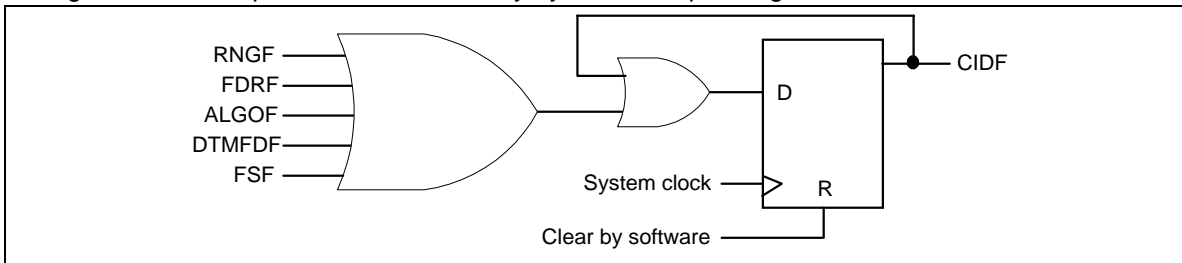 RNGF
FDRF
ALGOF
DTMFDF
FSF
D
CIDF
System clock
R
Clear by software